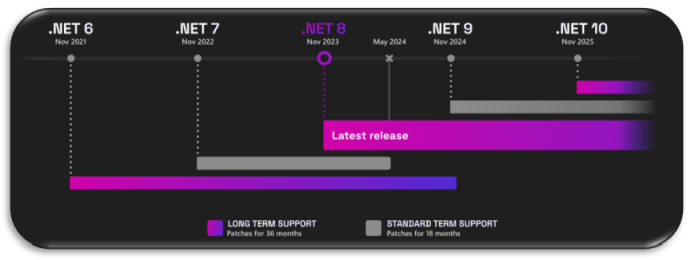 .NET 6
Nov 2021
.NET 7
Nov 2022
.NET 8
Nov 2023
May 2024
.NET 9
Nov 2024
.NET 10
Nov 2025
Latest release
LONG TERM SUPPORT
Patches for 36 months
STANDARD TERM SUPPORT
Patches for 18 months